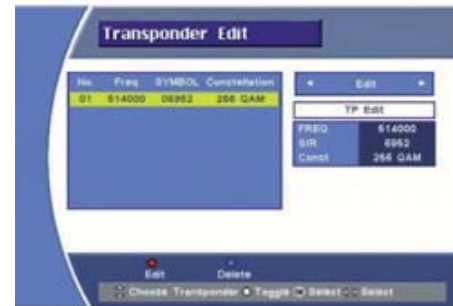 Transponder Edit
No. Freq SYMBOL Constellation
01 514000 06952 256 QAM
Edit
TP Edit
FREQ 514000
S/R 6952
Const 256 QAM
Edit Delete
Choose Transponder Toggle Select Select